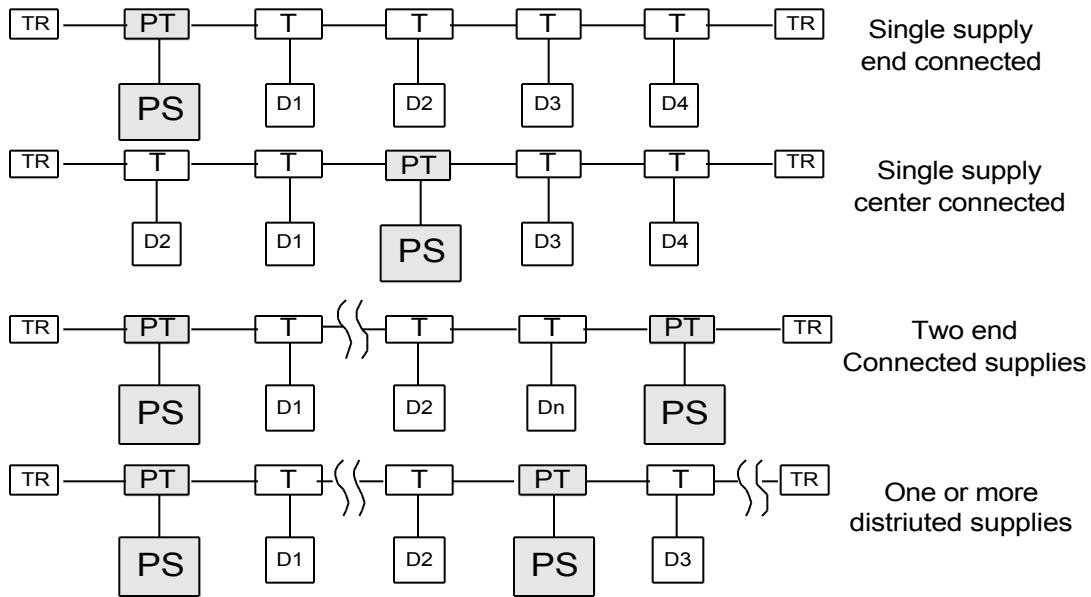 TR PT T T T T TR
Single supply
end connected
PS D1 D2 D3 D4
TR T T PT T T TR
Single supply
center connected
D2 D1 PS D3 D4
TR PT T T T PT TR
Two end
Connected supplies
PS D1 D2 Dn PS
TR PT T T PT T TR
One or more
distriuted supplies
PS D1 D2 PS D3